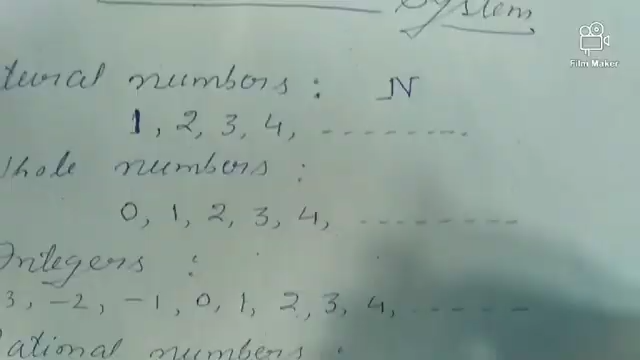 System
Film Maker
tural numbers : N
1, 2, 3, 4, --------
hole numbers :
0, 1, 2, 3, 4, --------
Integers :
3, -2, -1, 0, 1, 2, 3, 4, ------
ational numbers :